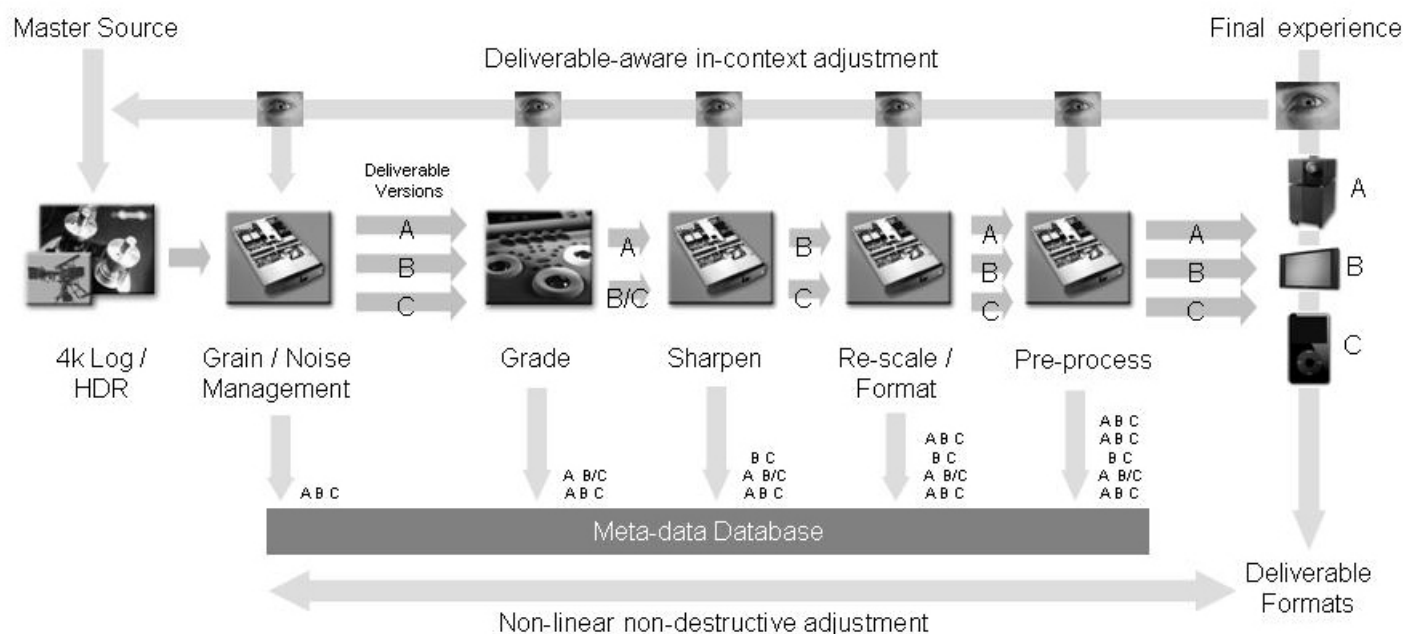 Master Source
Final experience
Deliverable-aware in-context adjustment
Deliverable
Versions
A
B
C
A
B/C
B
C
A
B
C
A
B
C
A
B
C
4k Log /
HDR
Grain / Noise
Management
Grade
Sharpen
Re-scale /
Format
Pre-process
A B C
A B/C
A B C
B C
A B/C
A B C
A B C
B C
A B/C
A B C
A B C
A B C
B C
A B/C
A B C
Meta-data Database
Deliverable
Formats
Non-linear non-destructive adjustment